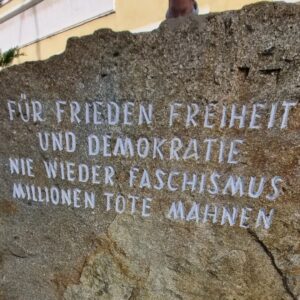 FÜR FRIEDEN FREIHEIT
UND DEMOKRATIE
NIE WIEDER FASCHISMUS
MILLIONEN TOTE MAHNEN